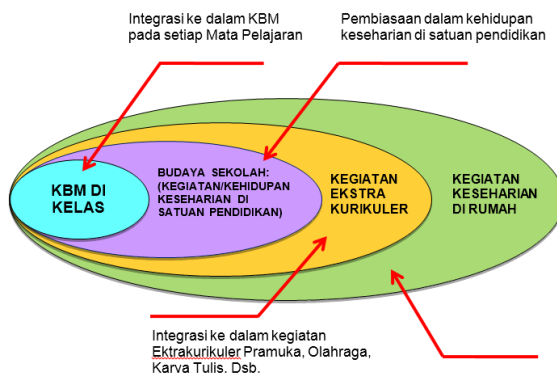 Integrasi ke dalam KBM
pada setiap Mata Pelajaran
Pembiasaan dalam kehidupan
keseharian di satuan pendidikan
KBM DI
KELAS
BUDAYA SEKOLAH:
(KEGIATAN/KEHIDUPAN
KESEHARIAN DI
SATUAN PENDIDIKAN)
KEGIATAN
EKSTRA
KURIKULER
KEGIATAN
KESEHARIAN
DI RUMAH
Integrasi ke dalam kegiatan
Ektrakurikuler Pramuka, Olahraga,
Karya Tulis, Dsb.